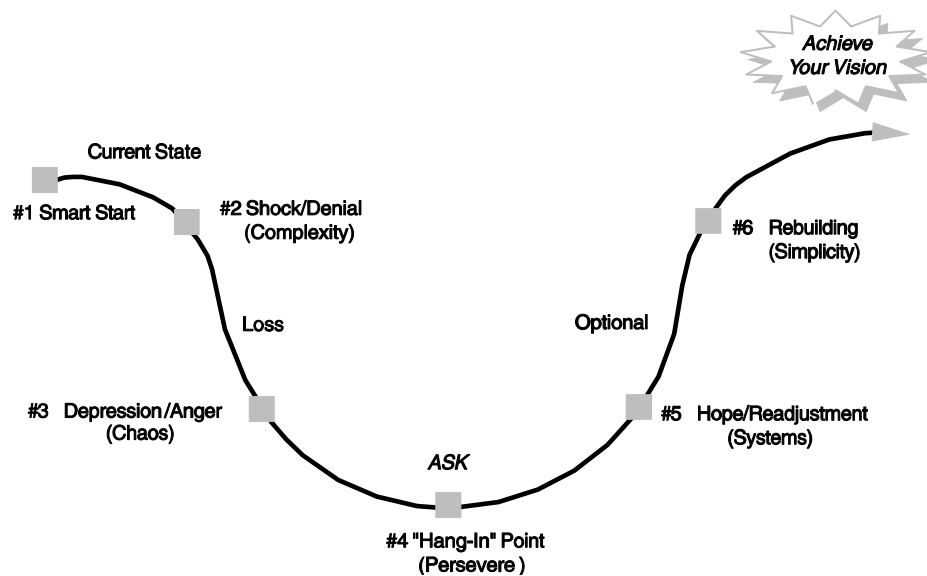 Achieve
Your Vision
Current State
#1 Smart Start
#2 Shock/Denial
(Complexity)
#6 Rebuilding
(Simplicity)
Loss
Optional
#3 Depression/Anger
(Chaos)
#5 Hope/Readjustment
(Systems)
ASK
#4 "Hang-In" Point
(Persevere)